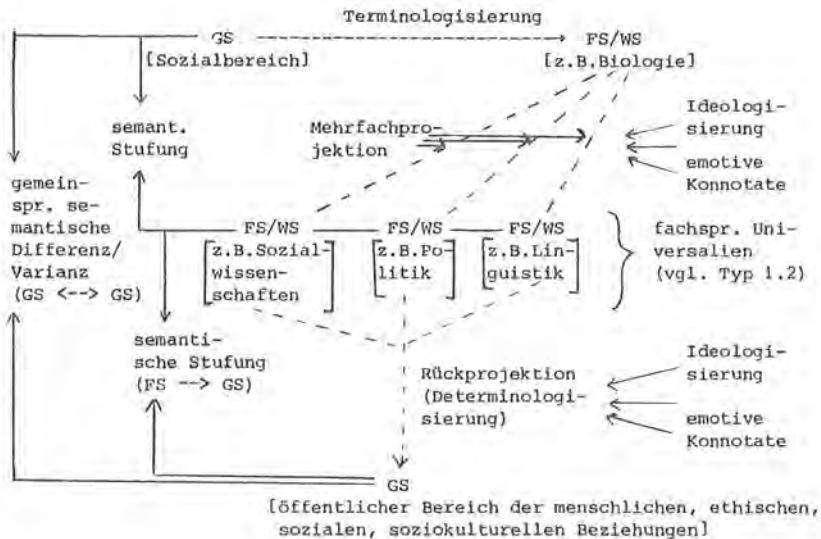 Terminologisierung
GS FS/WS
[Sozialbereich] [z.B.Biologie]
semant.
Stufung
Mehrfachpro-
jektion
Ideologi-
sierung
emotive
Konnotate
gemein-
spr. se-
mantische
Differenz/
Varianz
(GS <--> GS)
FS/WS FS/WS FS/WS
[z.B.Sozial-
wissen-
schaften]
[z.B.Po-
litik]
[z.B.Lin-
guistik]
fachspr. Uni-
versalien
(vgl. Typ 1.2)
semanti-
sche Stufung
(FS --> GS)
Rückprojektion
(Determinologi-
sierung)
Ideologi-
sierung
emotive
Konnotate
GS
[öffentlicher Bereich der menschlichen, ethischen,
sozialen, soziokulturellen Beziehungen]